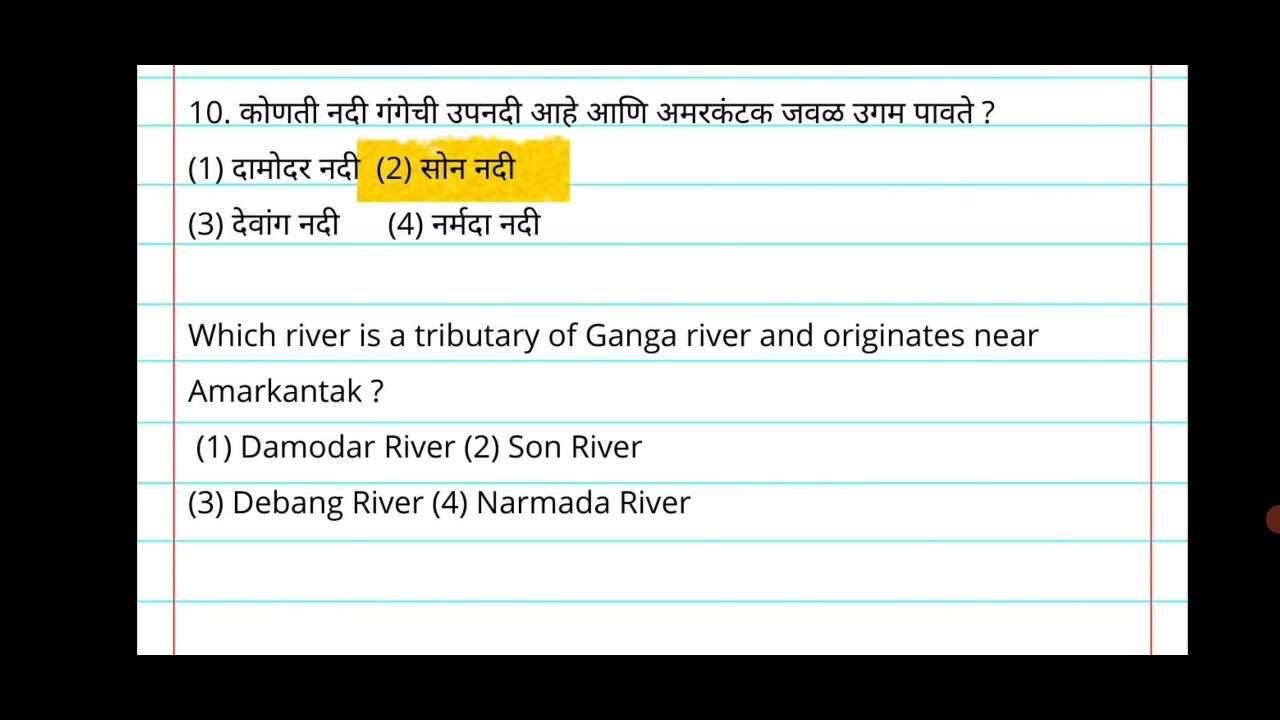 10. कोणती नदी गंगेची उपनदी आहे आणि अमरकंटक जवळ उगम पावते ?
(1) दामोदर नदी (2) सोन नदी
(3) देवांग नदी (4) नर्मदा नदी
Which river is a tributary of Ganga river and originates near
Amarkantak ?
(1) Damodar River (2) Son River
(3) Debang River (4) Narmada River